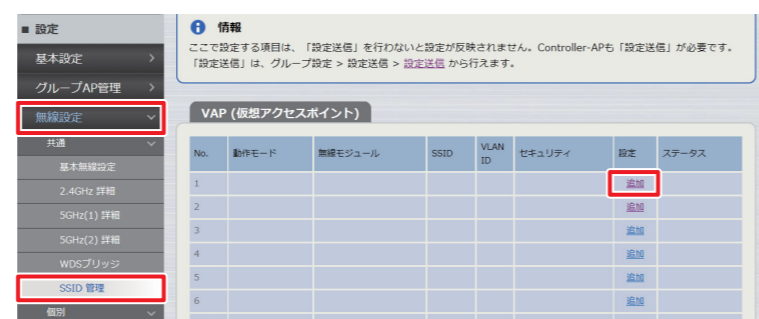 ■ 設定
基本設定
グループAP管理
無線設定
共通
基本無線設定
2.4GHz 詳細
5GHz(1) 詳細
5GHz(2) 詳細
WDSブリッジ
SSID 管理
個別
情報
ここで設定する項目は、「設定送信」を行わないと設定が反映されません。Controller-APも「設定送信」が必要です。
「設定送信」は、グループ設定 > 設定送信 > 設定送信 から行えます。
VAP (仮想アクセスポイント)
No. 動作モード 無線モジュール SSID VLAN ID セキュリティ 設定 ステータス
1 追加
2 追加
3 追加
4 追加
5 追加
6 追加